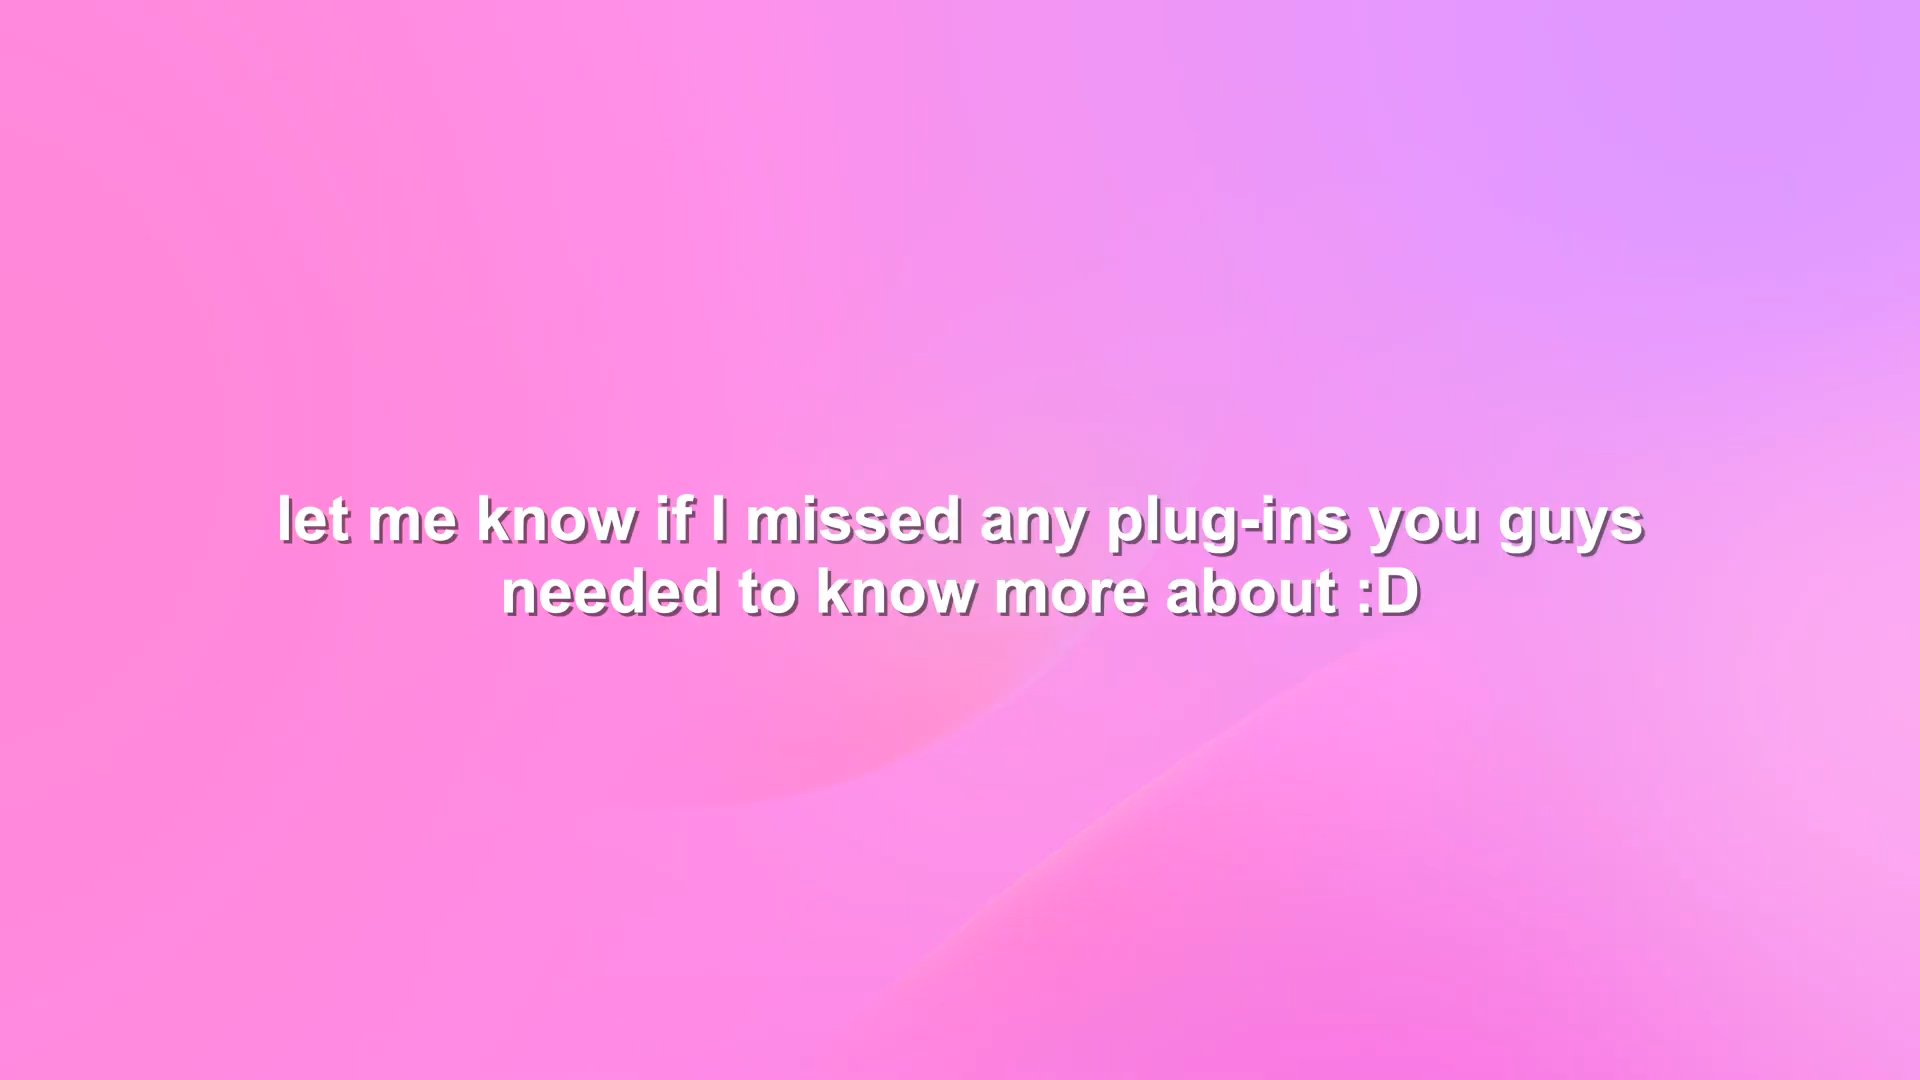 let me know if I missed any plug-ins you guys
needed to know more about :D